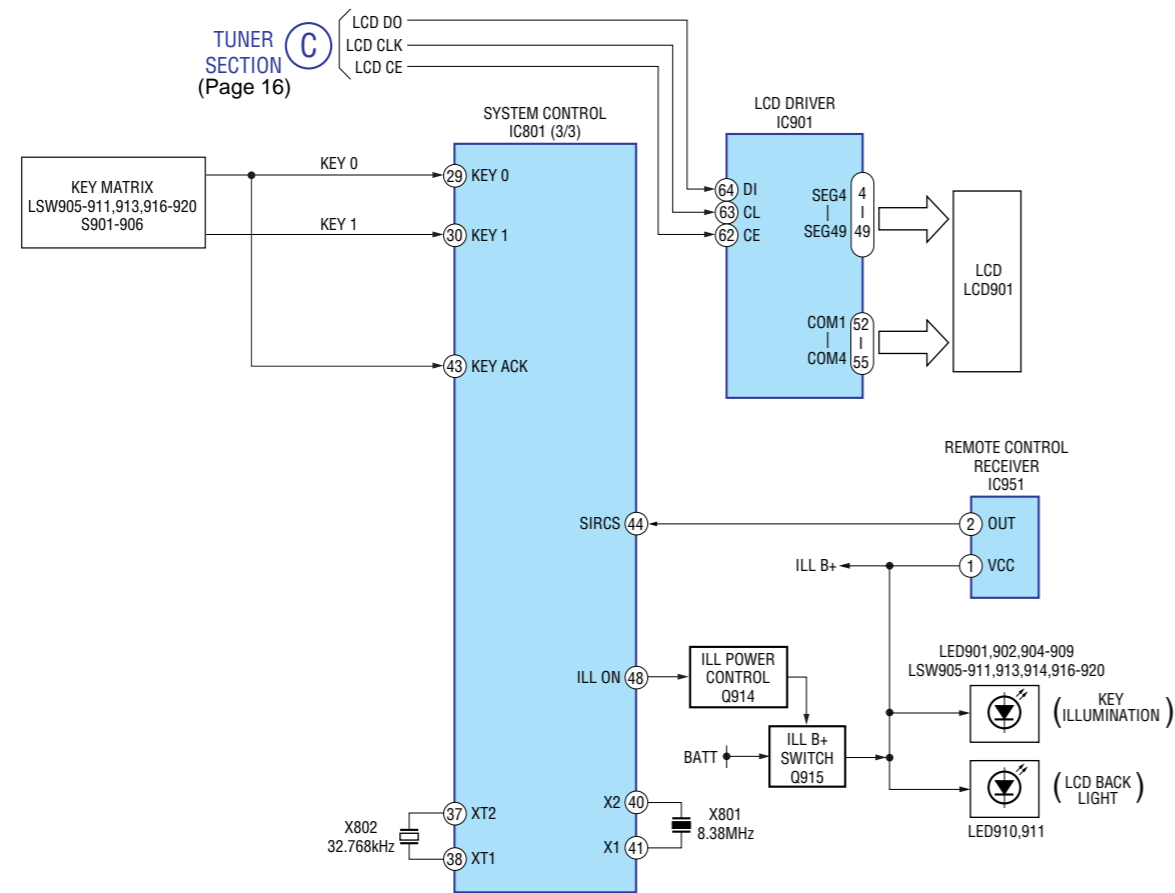 TUNER
SECTION
(Page 16)
C
LCD DO
LCD CLK
LCD CE
SYSTEM CONTROL
IC801 (3/3)
LCD DRIVER
IC901
KEY MATRIX
LSW905-911,913,916-920
S901-906
KEY 0
29 KEY 0
KEY 1
30 KEY 1
43 KEY ACK
64 DI
63 CL
62 CE
SEG4
|
SEG49
4
|
49
COM1
|
COM4
52
|
55
LCD
LCD901
REMOTE CONTROL
RECEIVER
IC951
SIRCS 44
2 OUT
ILL B+
1 VCC
ILL ON 48
ILL POWER
CONTROL
Q914
LED901,902,904-909
LSW905-911,913,914,916-920
(KEY
ILLUMINATION)
BATT
ILL B+
SWITCH
Q915
(LCD BACK
LIGHT)
LED910,911
X802
32.768kHz
37 XT2
38 XT1
X2 40
X1 41
X801
8.38MHz